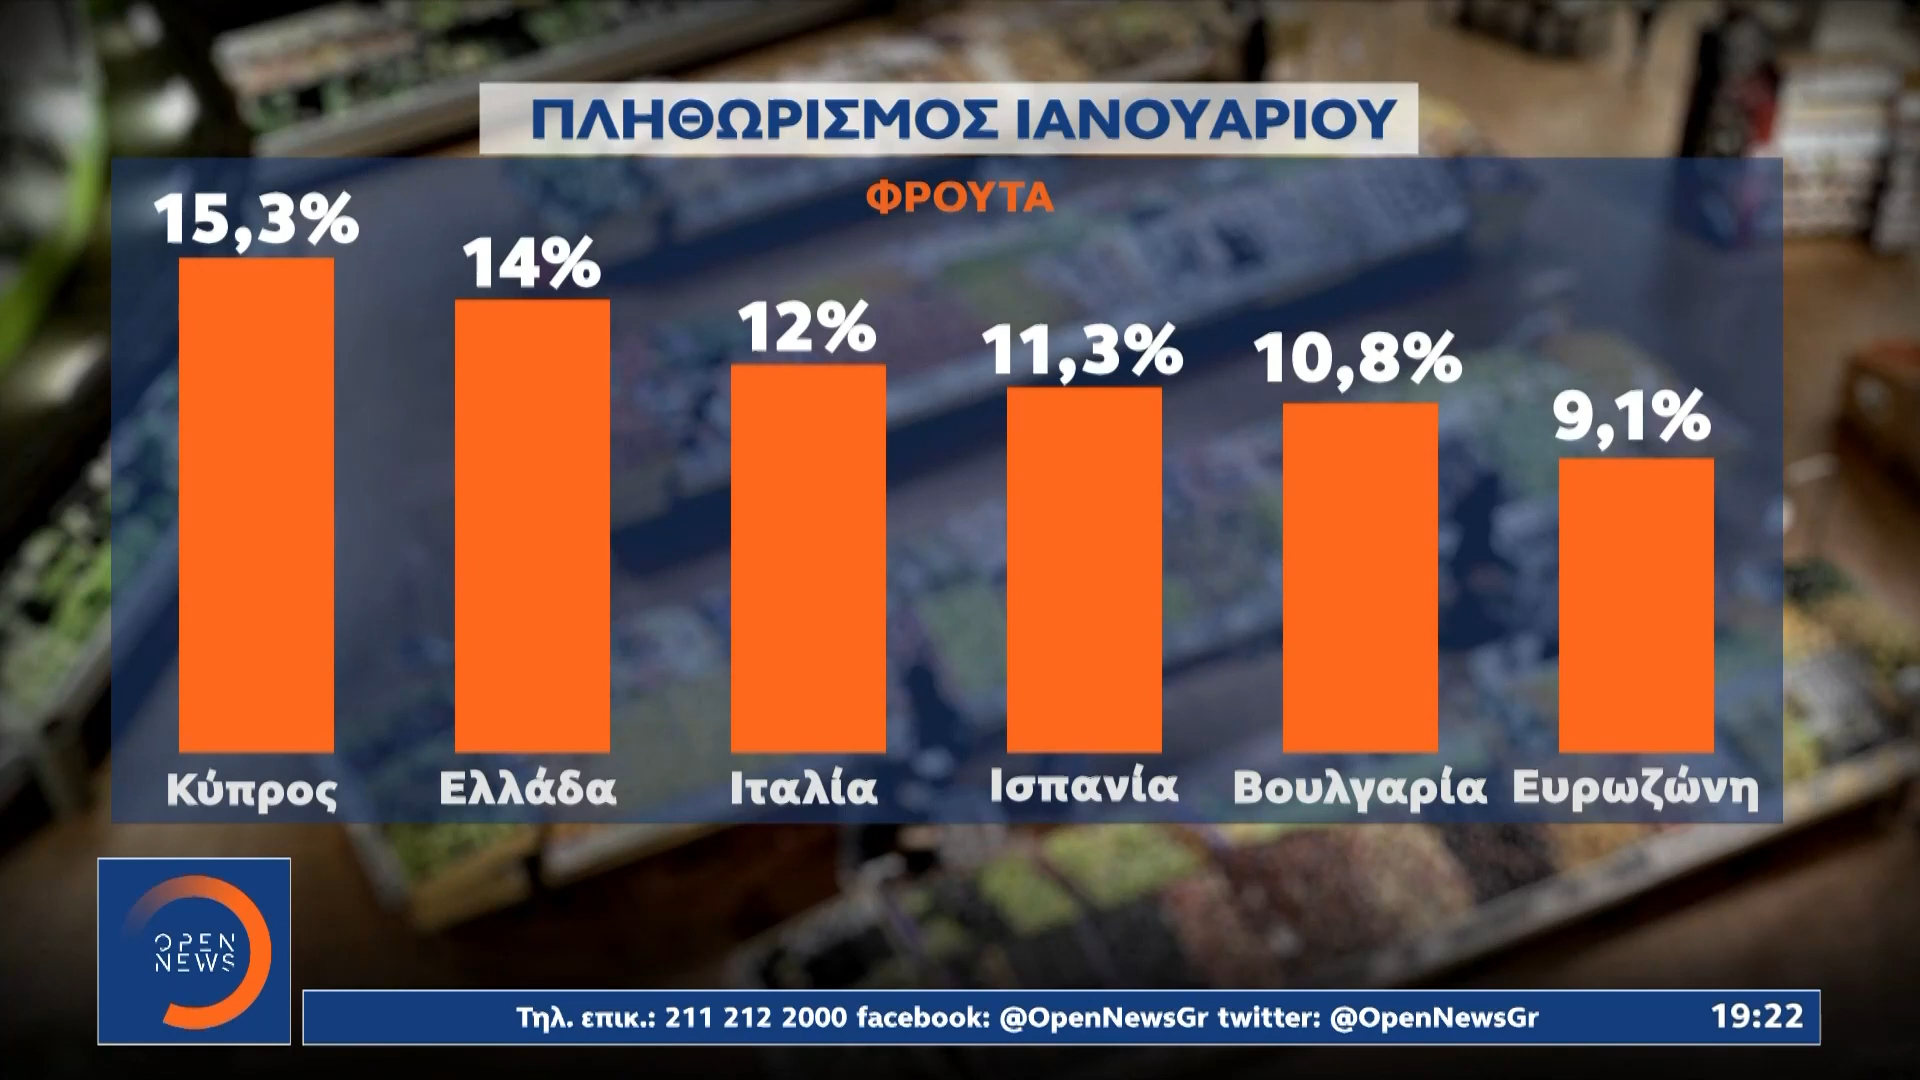 ΠΛΗΘΩΡΙΣΜΟΣ ΙΑΝΟΥΑΡΙΟΥ
ΦΡΟΥΤΑ
15,3% 14% 12% 11,3% 10,8% 9,1%
Κύπρος Ελλάδα Ιταλία Ισπανία Βουλγαρία Ευρωζώνη
OPEN
NEWS
Τηλ. επικ.: 211 212 2000 facebook: @OpenNewsGr twitter: @OpenNewsGr 19:22